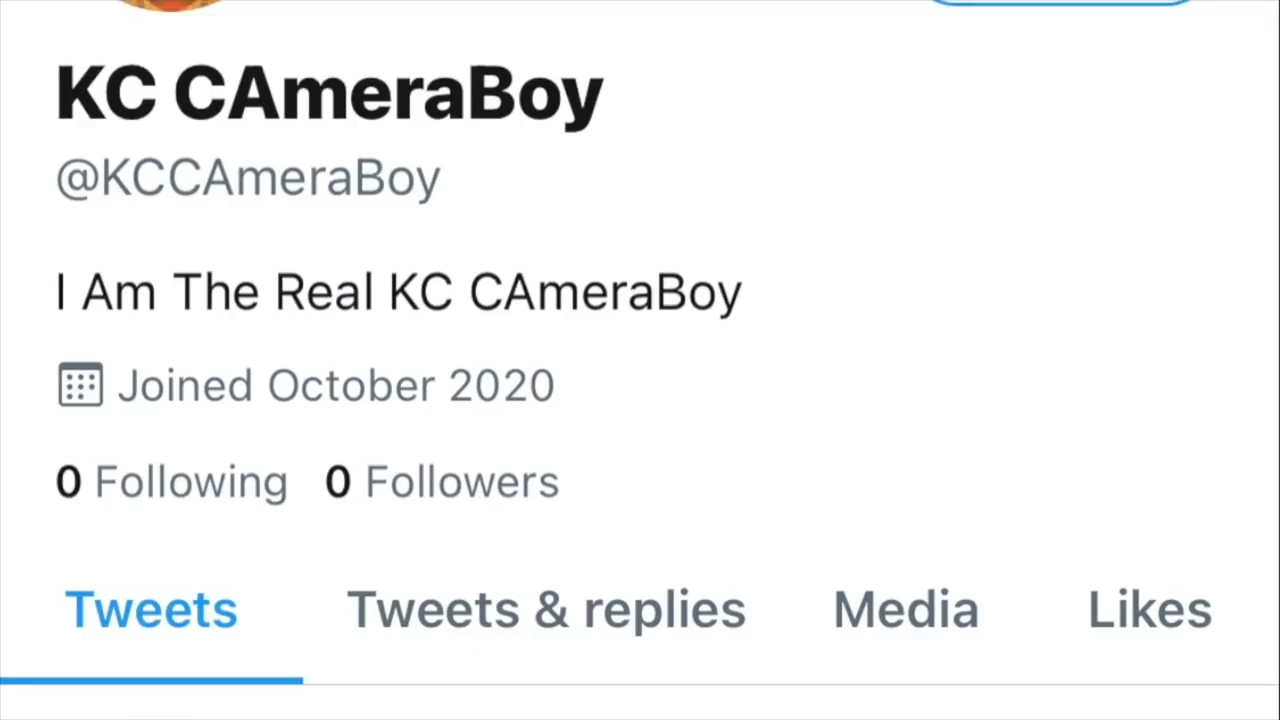 KC CAmeraBoy
@KCCAmeraBoy
I Am The Real KC CAmeraBoy
Joined October 2020
0 Following 0 Followers
Tweets Tweets & replies Media Likes